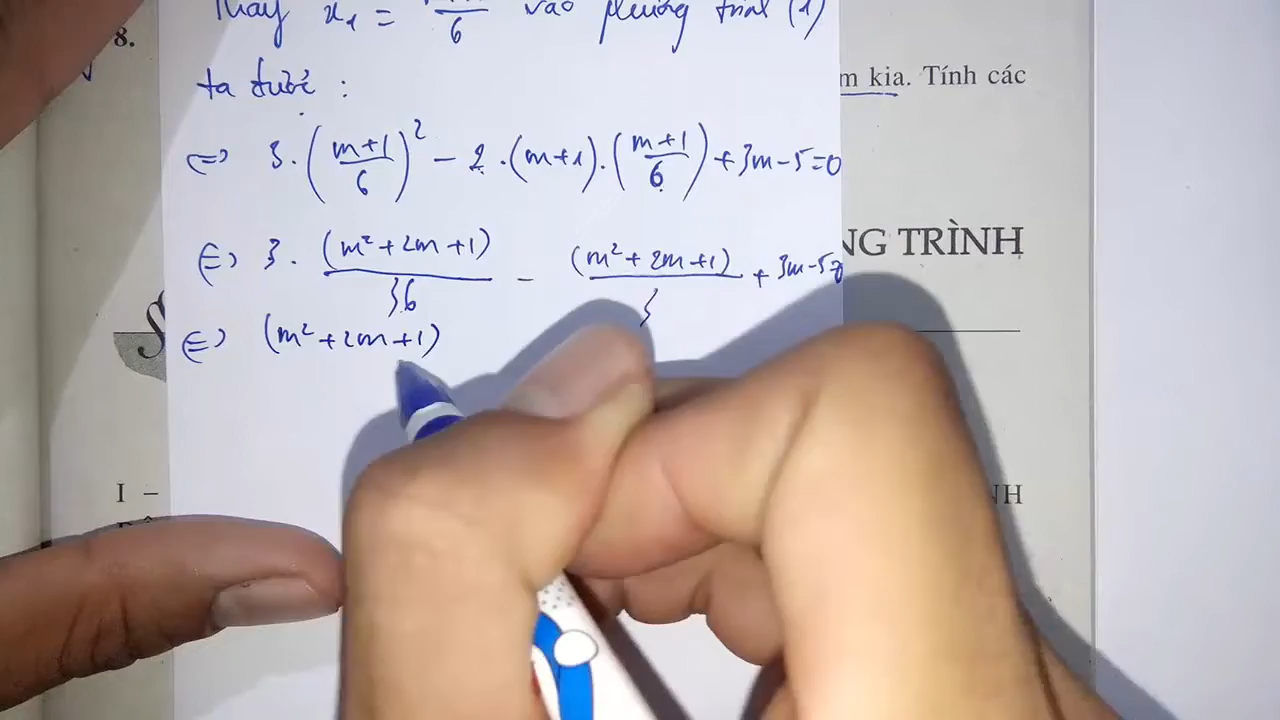 Thay x₁ = (m+1)/6 vào phương trình (1)
8.
ta được :
m kia. Tính các
⇔ 3·((m+1)/6)² − 2·(m+1)·((m+1)/6) + 3m − 5 = 0
NG TRÌNH
⇔ 3·(m² + 2m + 1)/36 − (m² + 2m + 1)/3 + 3m − 5 = 0
⇔ (m² + 2m + 1)
I –
NH